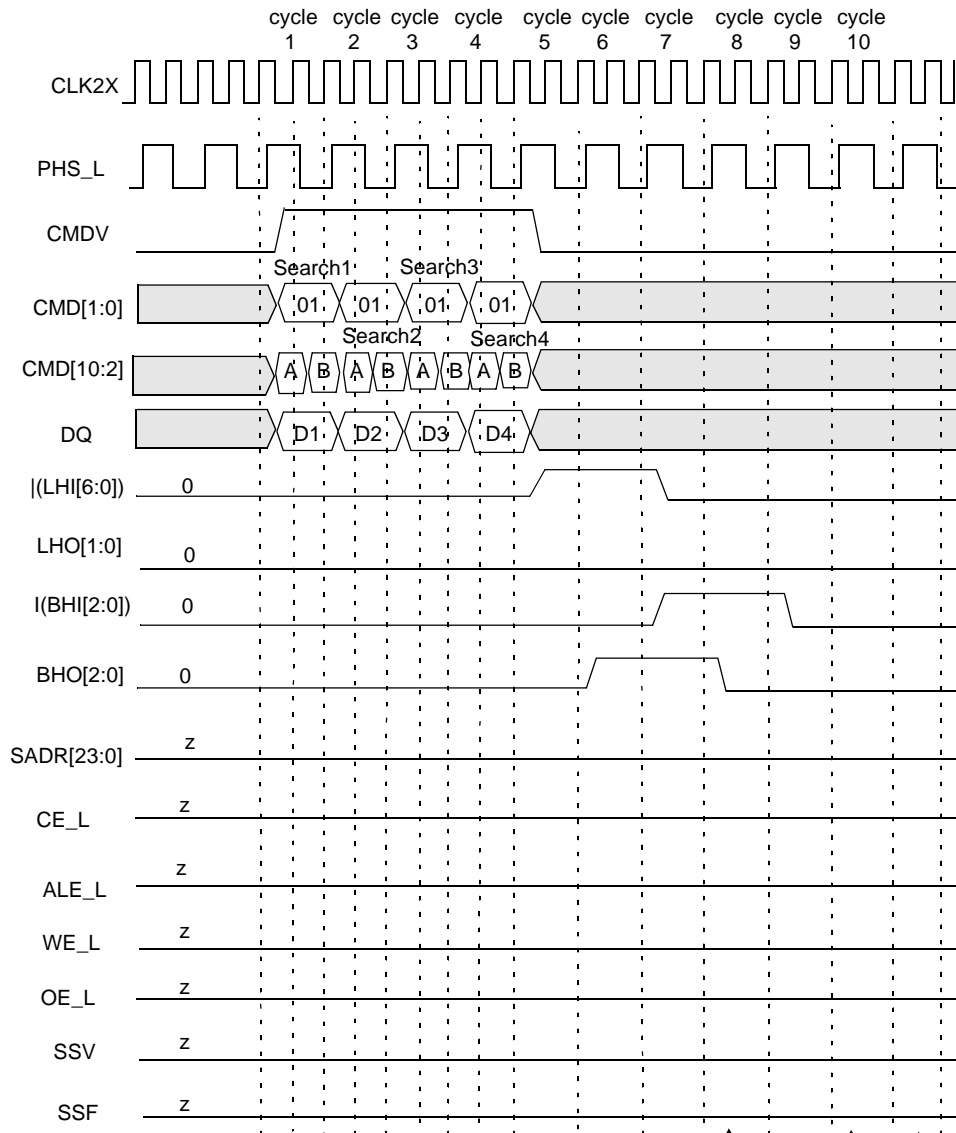 cycle cycle cycle cycle cycle cycle cycle cycle cycle cycle
1 2 3 4 5 6 7 8 9 10
CLK2X
PHS_L
CMDV
Search1 Search3
CMD[1:0] 01 01 01 01
Search2 Search4
CMD[10:2] A B A B A B A B
DQ D1 D2 D3 D4
|(LHI[6:0]) 0
LHO[1:0] 0
I(BHI[2:0]) 0
BHO[2:0] 0
SADR[23:0] z
CE_L z
ALE_L z
WE_L z
OE_L z
SSV z
SSF z